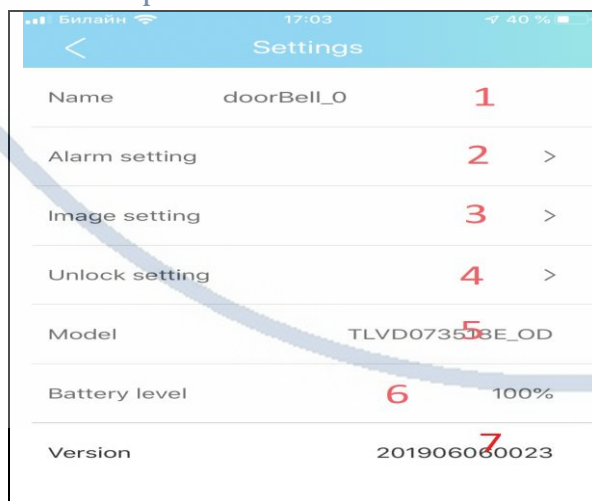 Билайн 17:03 40 %
< Settings
Name doorBell_0 1
Alarm setting 2 >
Image setting 3 >
Unlock setting 4 >
Model TLVD073518E_OD 5
Battery level 6 100%
Version 201906060023 7